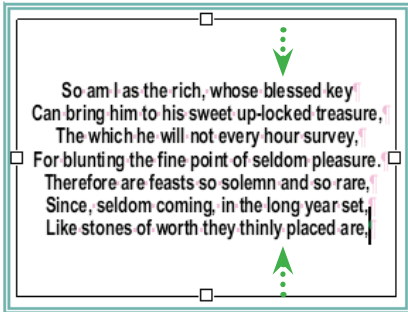 So am I as the rich, whose blessed key
Can bring him to his sweet up-locked treasure,
The which he will not every hour survey,
For blunting the fine point of seldom pleasure.
Therefore are feasts so solemn and so rare,
Since, seldom coming, in the long year set,
Like stones of worth they thinly placed are,